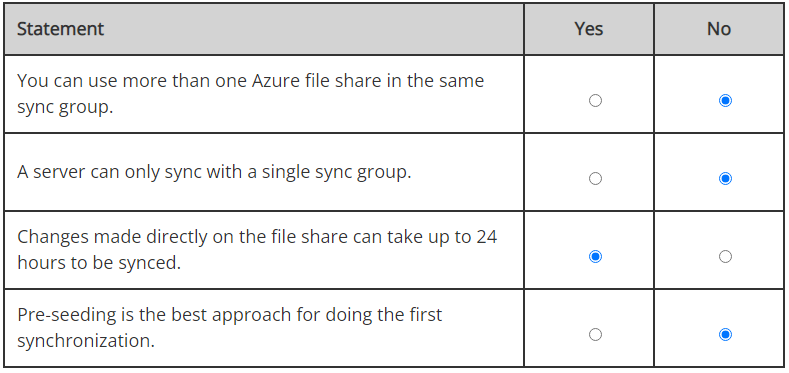 Statement Yes No
You can use more than one Azure file share in the same
sync group.
A server can only sync with a single sync group.
Changes made directly on the file share can take up to 24
hours to be synced.
Pre-seeding is the best approach for doing the first
synchronization.